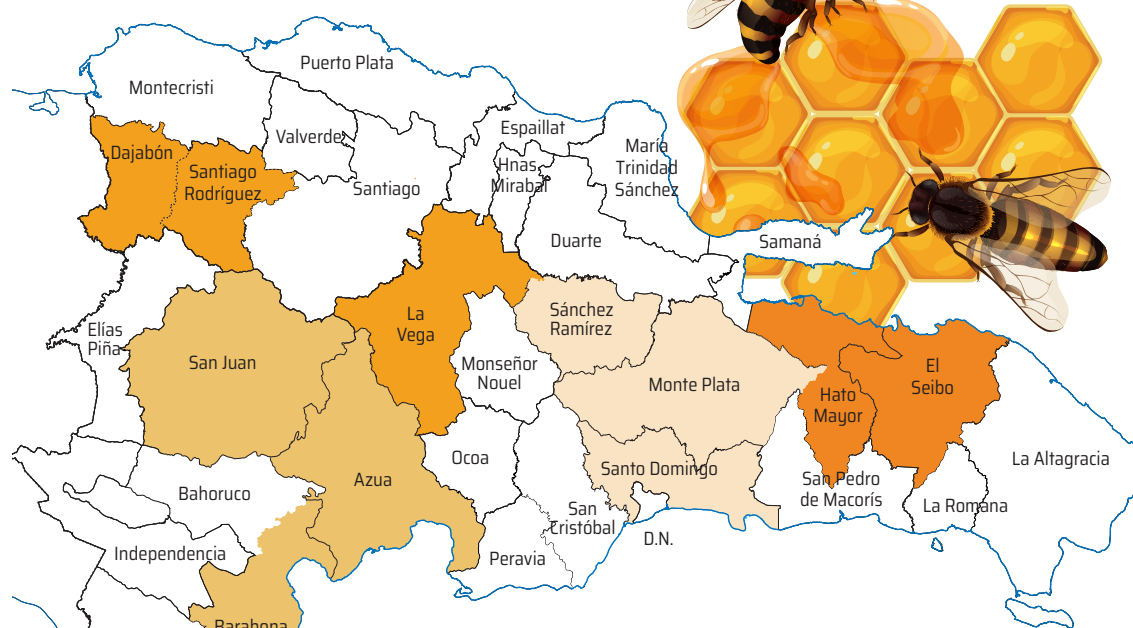 Puerto Plata
Montecristi
Espaillat
Valverde
Dajabón
María
Trinidad
Sánchez
Hnas.
Mirabal
Santiago
Rodríguez
Santiago
Duarte
Samaná
La
Vega
Sánchez
Ramírez
Elías
Piña
San Juan
Monseñor
Nouel
Monte Plata
El
Seibo
Hato
Mayor
Ocoa
Santo Domingo
La Altagracia
Azua
San Pedro
de Macorís
Bahoruco
La Romana
San
Cristóbal
D.N.
Independencia
Peravia
Barahona